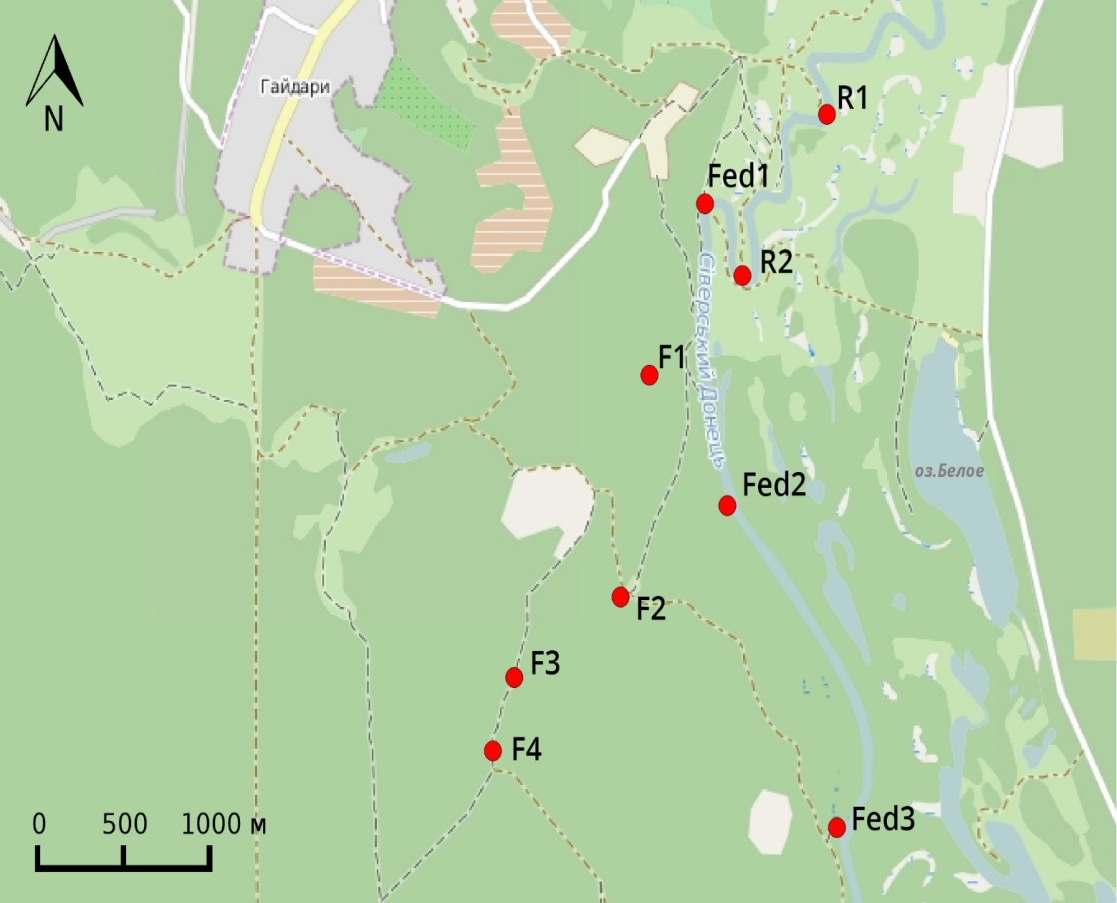 N
Гайдари
R1
Fed1
R2
Сіверський Донець
F1
оз.Белое
Fed2
F2
F3
F4
Fed3
0 500 1000 м